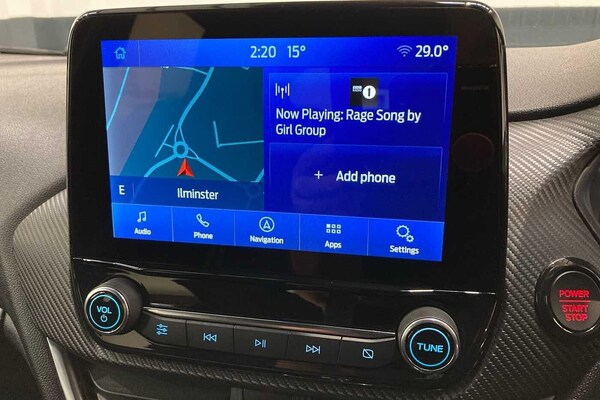 2:20 15° 29.0°
Now Playing: Rage Song by
Girl Group
E Ilminster
+ Add phone
Audio Phone Navigation Apps Settings
VOL
TUNE
POWER
START
STOP